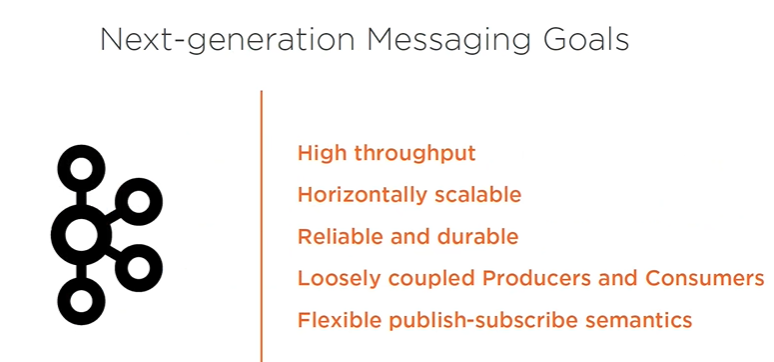 Next-generation Messaging Goals
High throughput
Horizontally scalable
Reliable and durable
Loosely coupled Producers and Consumers
Flexible publish-subscribe semantics